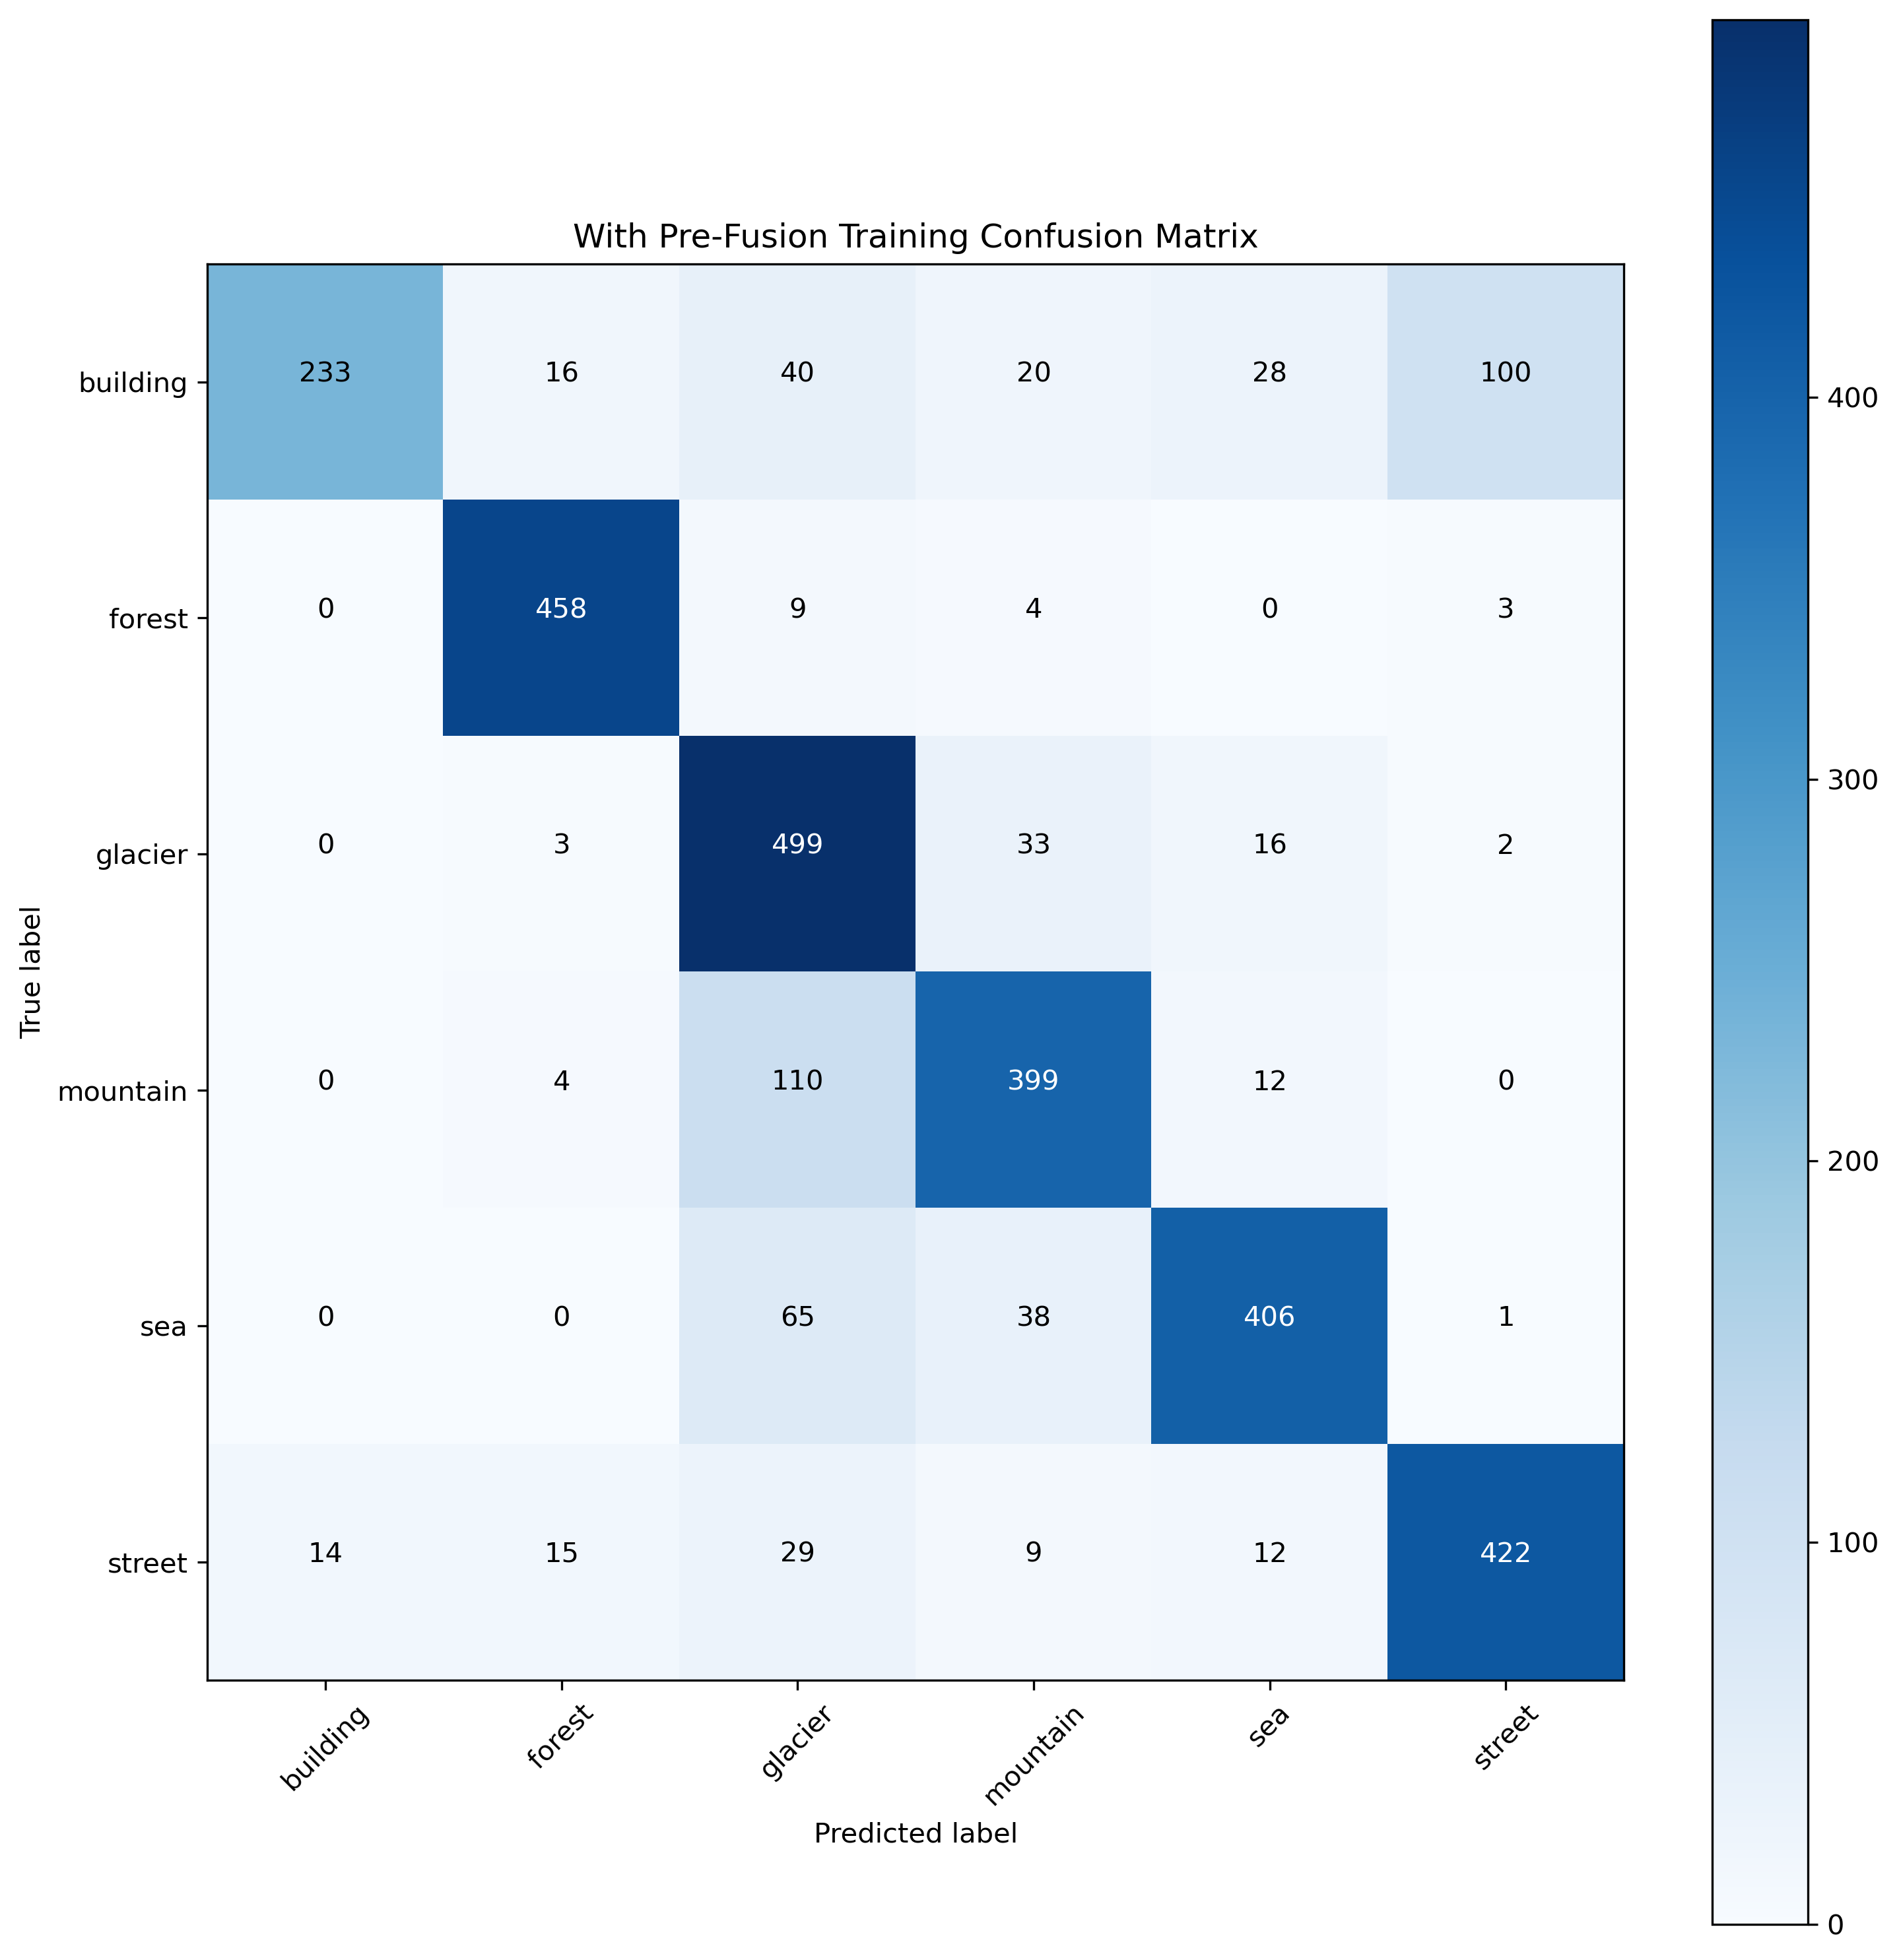 With Pre-Fusion Training Confusion Matrix
building 233 16 40 20 28 100
forest 0 458 9 4 0 3
glacier 0 3 499 33 16 2
mountain 0 4 110 399 12 0
sea 0 0 65 38 406 1
street 14 15 29 9 12 422
True label
building forest glacier mountain sea street
Predicted label
400
300
200
100
0